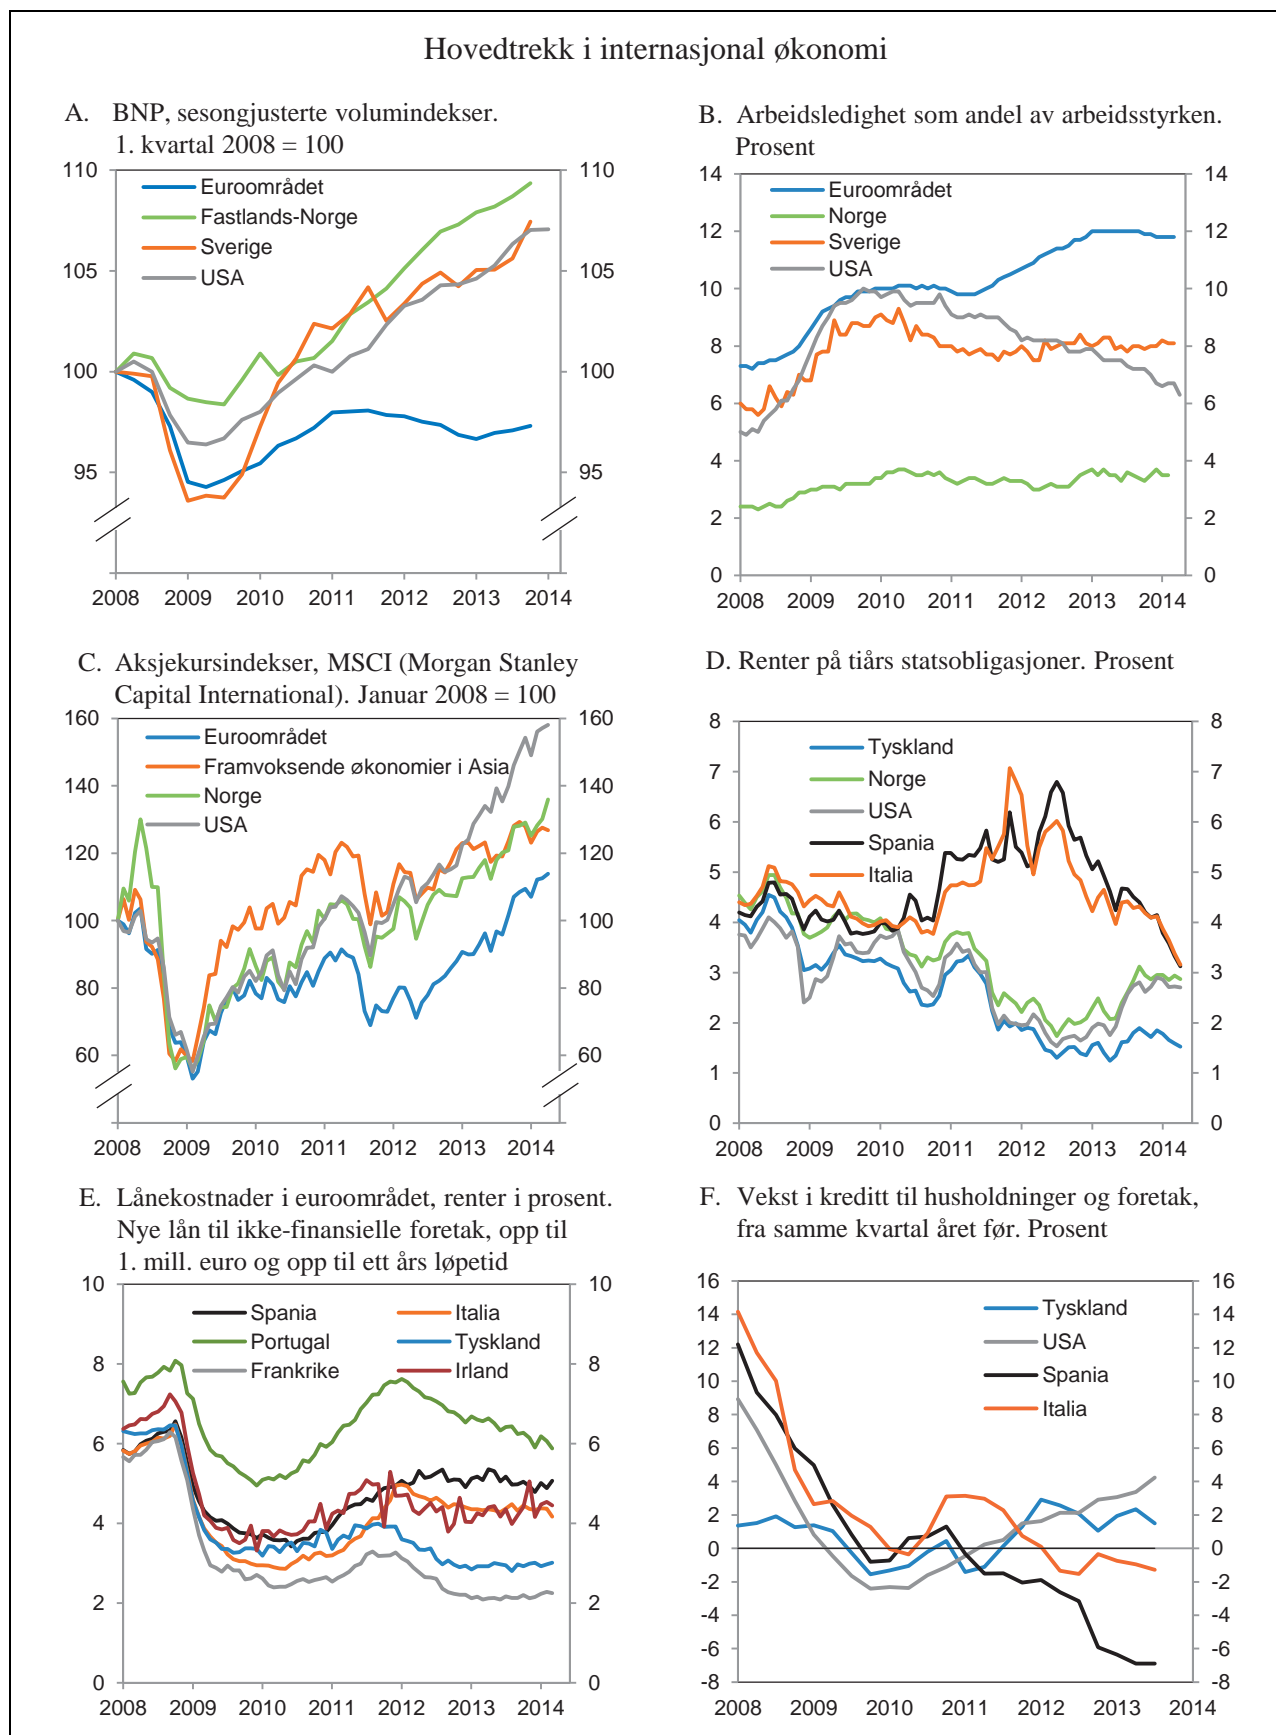 Hovedtrekk i internasjonal økonomi
A. BNP, sesongjusterte volumindekser.
1. kvartal 2008 = 100
110 110
Euroområdet
Fastlands-Norge
Sverige
USA
105 105
100 100
95 95
2008 2009 2010 2011 2012 2013 2014
B. Arbeidsledighet som andel av arbeidsstyrken.
Prosent
14 14
Euroområdet
Norge
Sverige
USA
12 12
10 10
8 8
6 6
4 4
2 2
0 0
2008 2009 2010 2011 2012 2013 2014
C. Aksjekursindekser, MSCI (Morgan Stanley
Capital International). Januar 2008 = 100
160 160
Euroområdet
Framvoksende økonomier i Asia
Norge
USA
140 140
120 120
100 100
80 80
60 60
2008 2009 2010 2011 2012 2013 2014
D. Renter på tiårs statsobligasjoner. Prosent
8 8
Tyskland
Norge
USA
Spania
Italia
7 7
6 6
5 5
4 4
3 3
2 2
1 1
0 0
2008 2009 2010 2011 2012 2013 2014
E. Lånekostnader i euroområdet, renter i prosent.
Nye lån til ikke-finansielle foretak, opp til
1. mill. euro og opp til ett års løpetid
10 10
Spania Italia
Portugal Tyskland
Frankrike Irland
8 8
6 6
4 4
2 2
0 0
2008 2009 2010 2011 2012 2013 2014
F. Vekst i kreditt til husholdninger og foretak,
fra samme kvartal året før. Prosent
16 16
Tyskland
USA
Spania
Italia
14 14
12 12
10 10
8 8
6 6
4 4
2 2
0 0
-2 -2
-4 -4
-6 -6
-8 -8
2008 2009 2010 2011 2012 2013 2014